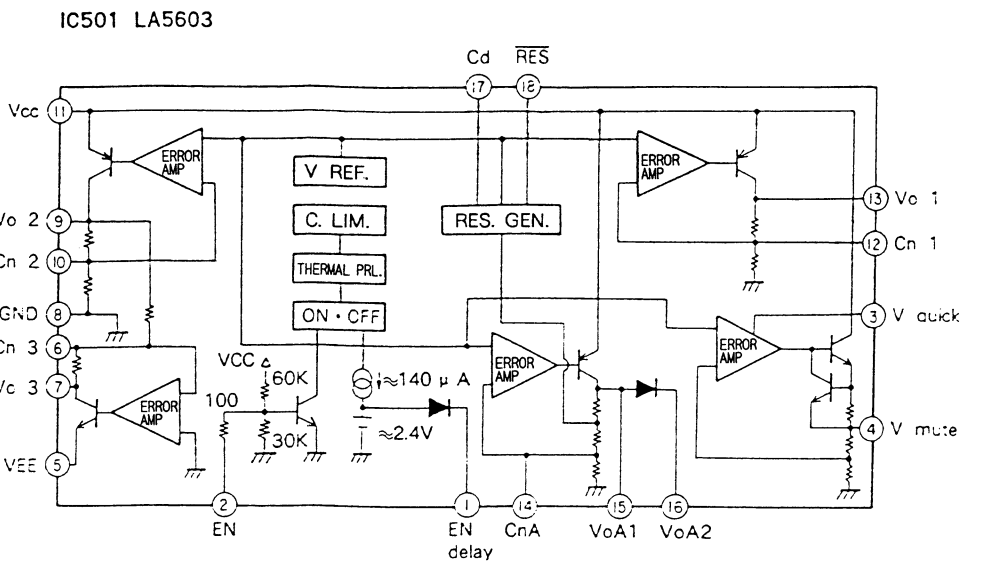 IC501 LA5603
Cd
RES
17
18
Vcc 11
ERROR AMP
V REF.
ERROR AMP
C. LIM.
RES. GEN.
13 Vo 1
Vo 2 9
12 Cn 1
Cn 2 10
THERMAL PRL.
GND 8
ON・OFF
3 V quick
Cn 3 6
ERROR AMP
ERROR AMP
VCC
60K
≈140 μ A
Vo 3 7
ERROR AMP
100
30K
≈2.4V
4 V mute
VEE 5
2
1
14
15
16
EN
EN delay
CnA
VoA1
VoA2